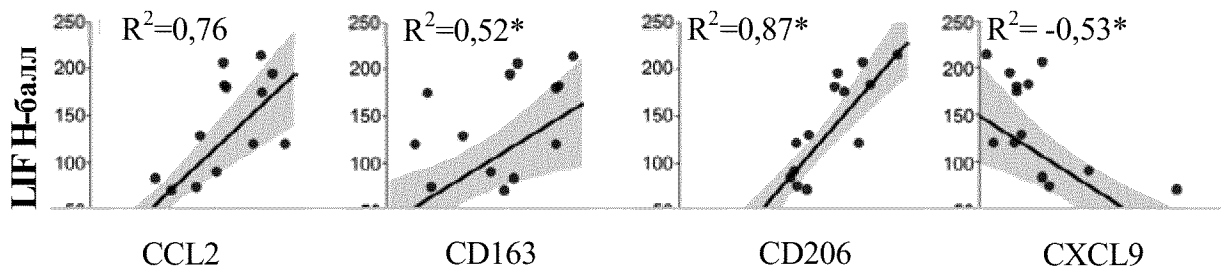 R²=0,76 R²=0,52* R²=0,87* R²= -0,53*
250 250 250 250
200 200 200 200
150 150 150 150
100 100 100 100
50 50 50 50
LIF H-балл
CCL2 CD163 CD206 CXCL9